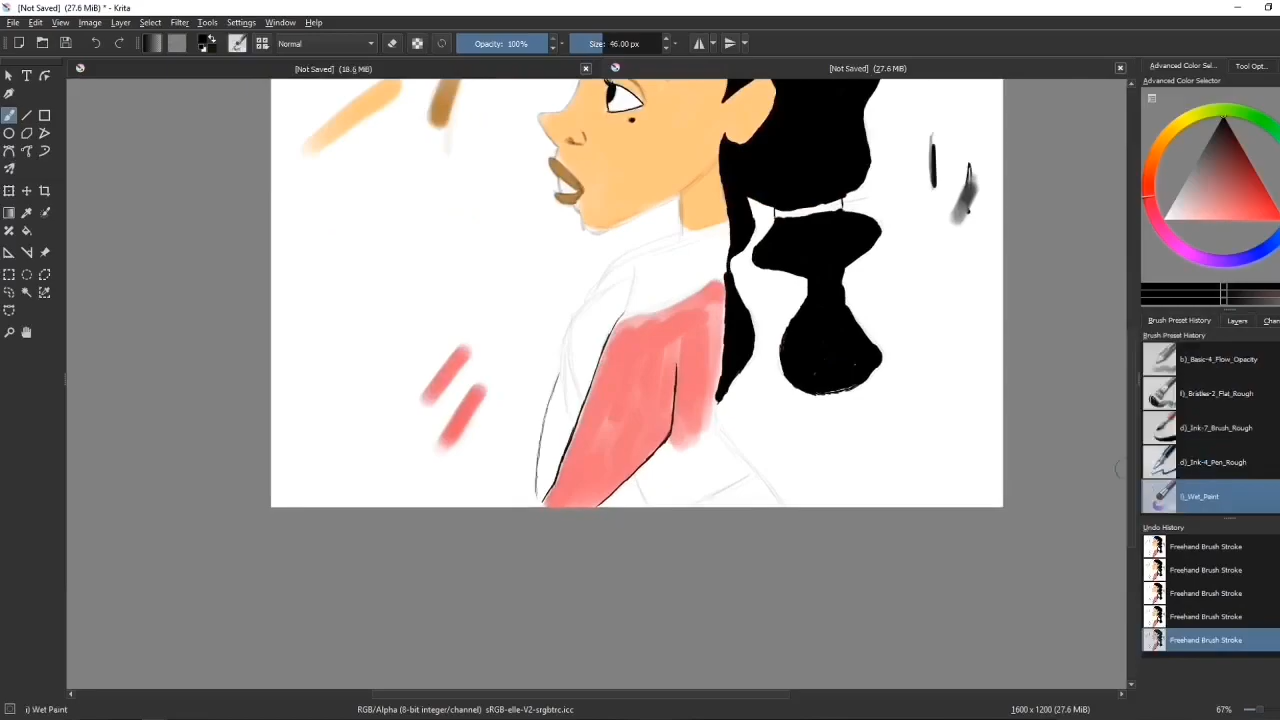 [Not Saved] (27.6 MiB) * - Krita
File Edit View Image Layer Select Filter Tools Settings Window Help
Normal Opacity: 100% Size: 46.00 px
[Not Saved] (18.6 MiB) [Not Saved] (27.6 MiB)
Advanced Color Sel... Tool Opt...
Advanced Color Selector
Brush Preset History Layers Chan
Brush Preset History
b)_Basic-4_Flow_Opacity
f)_Bristles-2_Flat_Rough
d)_Ink-7_Brush_Rough
d)_Ink-4_Pen_Rough
i)_Wet_Paint
Undo History
Freehand Brush Stroke
Freehand Brush Stroke
Freehand Brush Stroke
Freehand Brush Stroke
Freehand Brush Stroke
i) Wet Paint RGB/Alpha (8-bit integer/channel) sRGB-elle-V2-srgbtrc.icc 1600 x 1200 (27.6 MiB) 67%